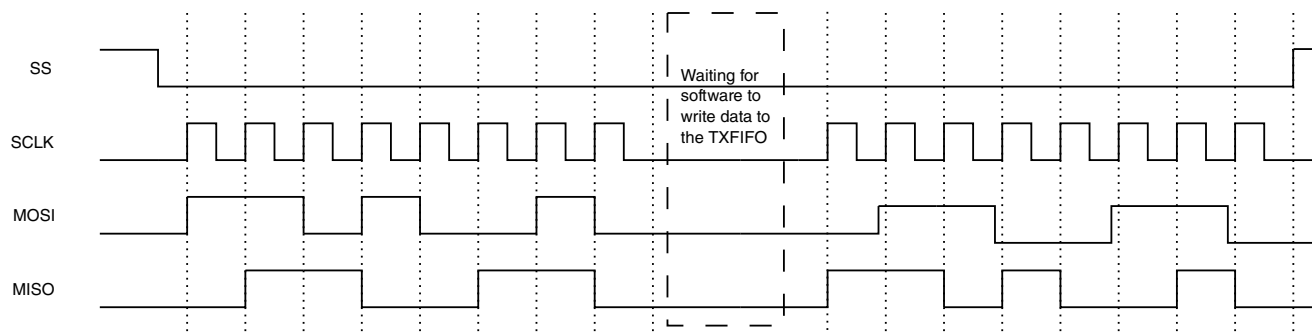 SS
Waiting for
software to
write data to
the TXFIFO
SCLK
MOSI
MISO